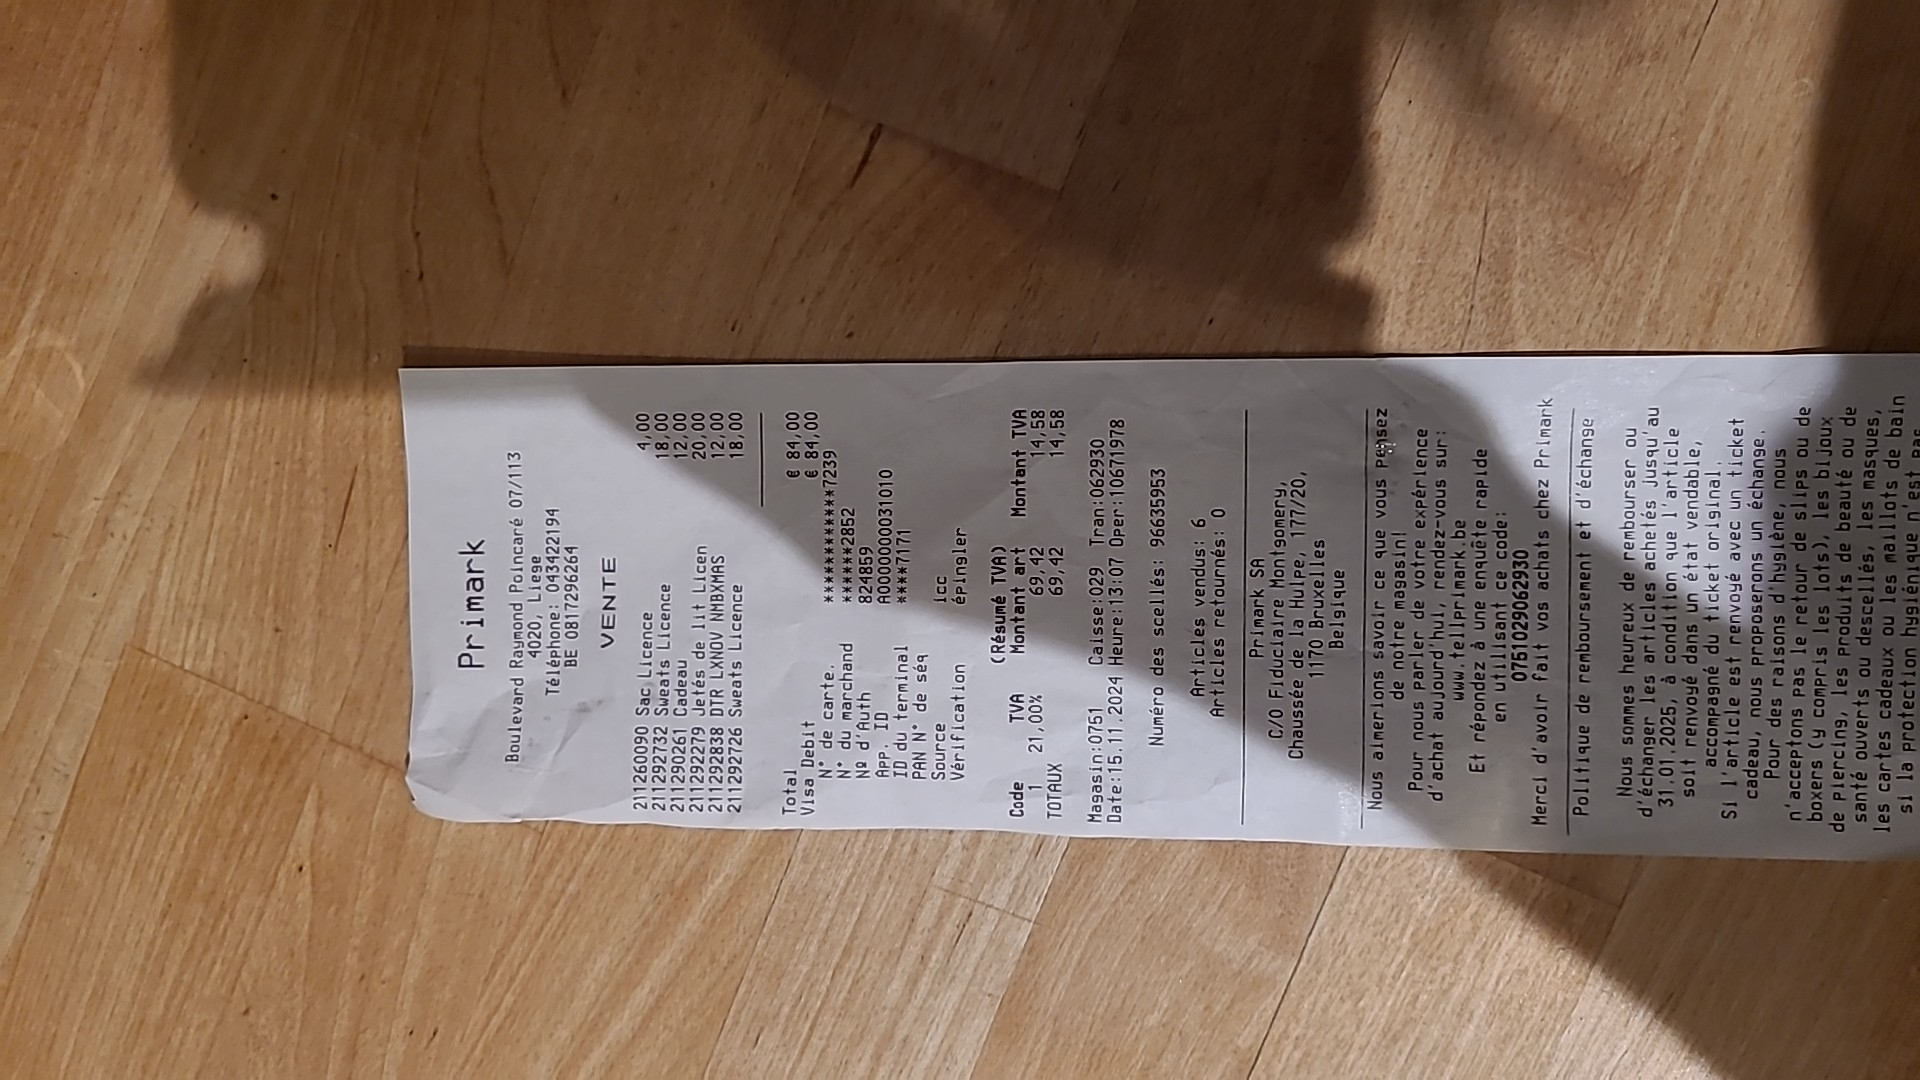 Primark
Boulevard Raymond Poincaré 07/113
4020, Liege
Téléphone: 043422194
BE 0817296264
VENTE
211260090 Sac Licence 4,00
211292732 Sweats Licence 18,00
211290261 Cadeau 12,00
211292279 Jetés de lit Licen 20,00
211292838 DTR LXNOV NMBXMAS 12,00
211292726 Sweats Licence 18,00
Total € 84,00
Visa Debit € 84,00
N° de carte. ************7239
N° du marchand ******2852
Nº d'Auth 824859
App. ID A0000000031010
ID du terminal ****7171
PAN N° de séq
Source icc
Vérification épingler
(Résumé TVA)
Code TVA Montant art Montant TVA
1 21,00% 69,42 14,58
TOTAUX 69,42 14,58
Magasin:0751 Caisse:029 Tran:062930
Date:15.11.2024 Heure:13:07 Oper:10671978
Numéro des scellés: 96635953
Articles vendus: 6
Articles retournés: 0
Primark SA
C/O Fiduciaire Montgomery,
Chaussée de la Hulpe, 177/20,
1170 Bruxelles
Belgique
Nous aimerions savoir ce que vous pensez
de notre magasin!
Pour nous parler de votre expérience
d'achat aujourd'hui, rendez-vous sur:
www.tellprimark.be
Et répondez à une enquête rapide
en utilisant ce code:
0751029062930
Merci d'avoir fait vos achats chez Primark
Politique de remboursement et d'échange
Nous sommes heureux de rembourser ou
d'échanger les articles achetés jusqu'au
31.01.2025, à condition que l'article
soit renvoyé dans un état vendable,
accompagné du ticket original.
Si l'article est renvoyé avec un ticket
cadeau, nous proposerons un échange.
Pour des raisons d'hygiène, nous
n'acceptons pas le retour de slips ou de
boxers (y compris les lots), les bijoux
de piercing, les produits de beauté ou de
santé ouverts ou descellés, les masques,
les cartes cadeaux ou les maillots de bain
si la protection hygiénique n'est pas